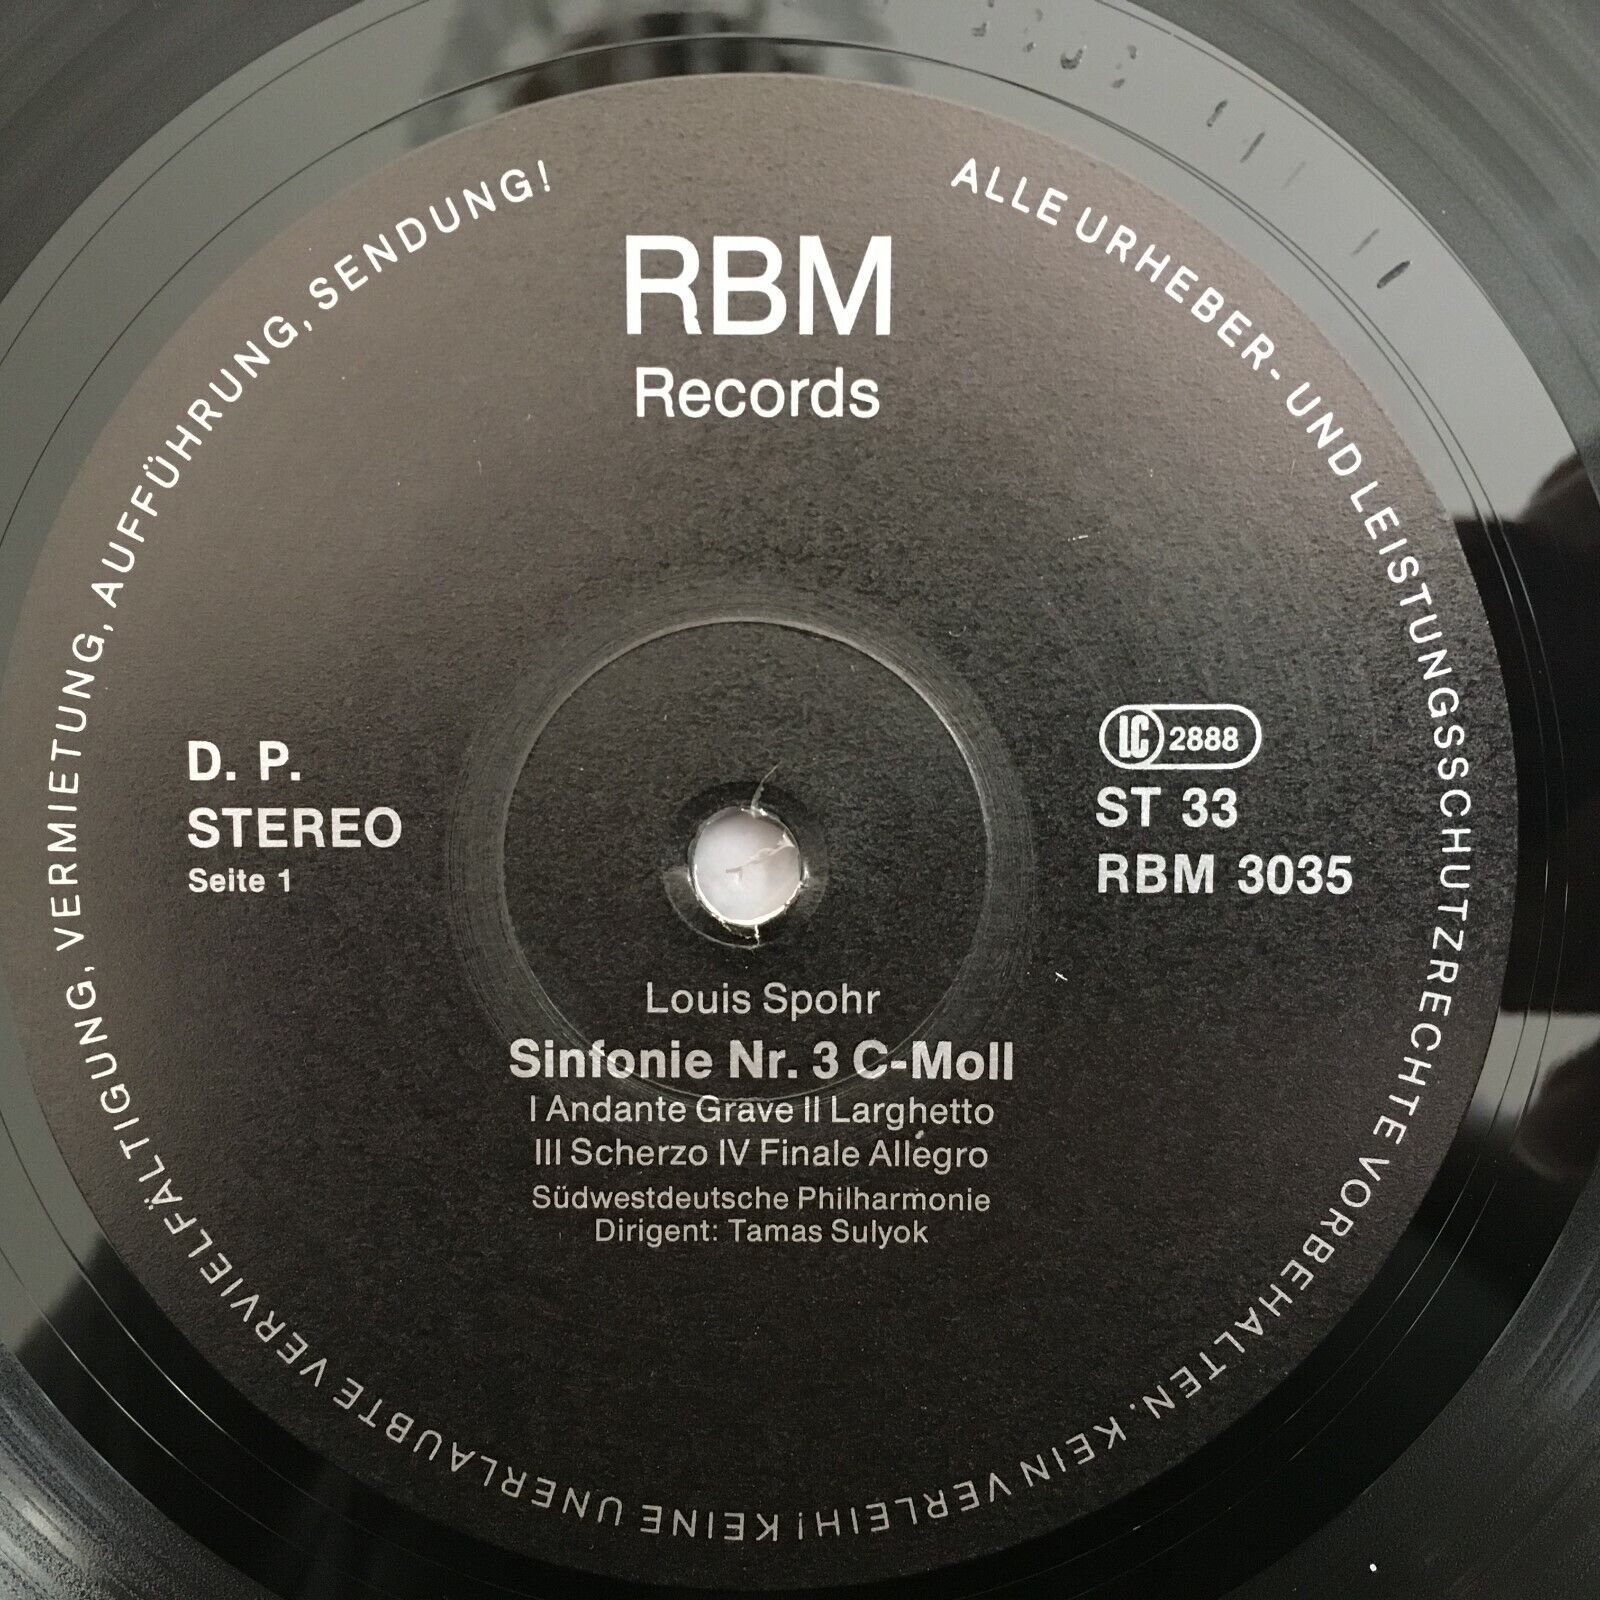 RBM
Records
ALLE URHEBER- UND LEISTUNGSSCHUTZRECHTE VORBEHALTEN. KEIN VERLEIH! KEINE UNERLAUBTE VERVIELFÄLTIGUNG, VERMIETUNG, AUFFÜHRUNG, SENDUNG!
D. P.
STEREO
Seite 1
LC 2888
ST 33
RBM 3035
Louis Spohr
Sinfonie Nr. 3 C-Moll
I Andante Grave II Larghetto
III Scherzo IV Finale Allegro
Südwestdeutsche Philharmonie
Dirigent: Tamas Sulyok